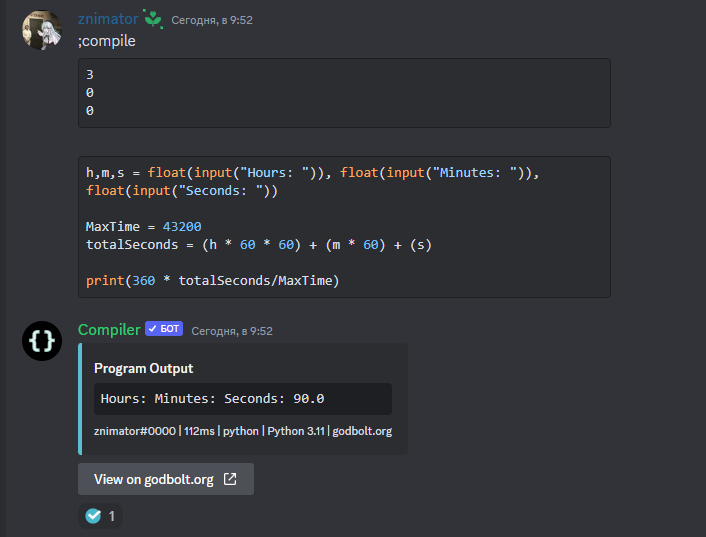 znimator Сегодня, в 9:52
;compile
3
0
0
h,m,s = float(input("Hours: ")), float(input("Minutes: ")),
float(input("Seconds: "))
MaxTime = 43200
totalSeconds = (h * 60 * 60) + (m * 60) + (s)
print(360 * totalSeconds/MaxTime)
{}
Compiler ✓ БОТ Сегодня, в 9:52
Program Output
Hours: Minutes: Seconds: 90.0
znimator#0000 | 112ms | python | Python 3.11 | godbolt.org
View on godbolt.org
1